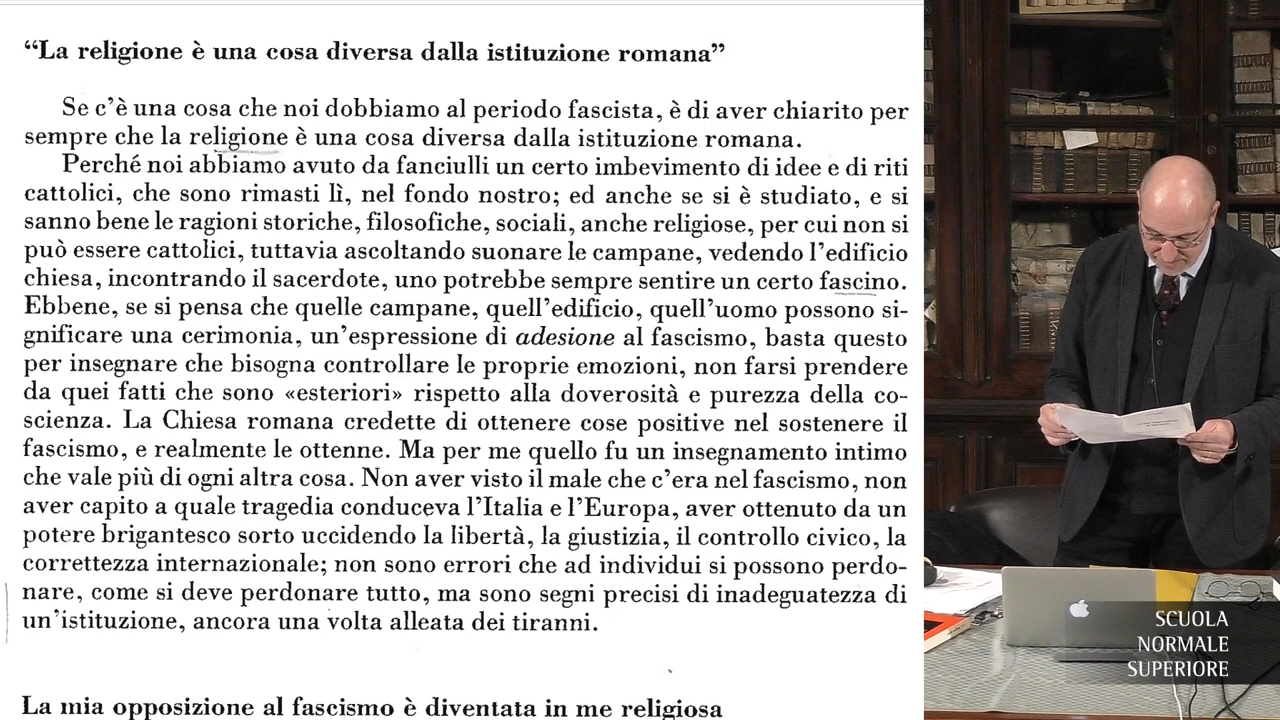 “La religione è una cosa diversa dalla istituzione romana”
Se c’è una cosa che noi dobbiamo al periodo fascista, è di aver chiarito per
sempre che la religione è una cosa diversa dalla istituzione romana.
Perché noi abbiamo avuto da fanciulli un certo imbevimento di idee e di riti
cattolici, che sono rimasti lì, nel fondo nostro; ed anche se si è studiato, e si
sanno bene le ragioni storiche, filosofiche, sociali, anche religiose, per cui non si
può essere cattolici, tuttavia ascoltando suonare le campane, vedendo l’edificio
chiesa, incontrando il sacerdote, uno potrebbe sempre sentire un certo fascino.
Ebbene, se si pensa che quelle campane, quell’edificio, quell’uomo possono si-
gnificare una cerimonia, un’espressione di adesione al fascismo, basta questo
per insegnare che bisogna controllare le proprie emozioni, non farsi prendere
da quei fatti che sono «esteriori» rispetto alla doverosità e purezza della co-
scienza. La Chiesa romana credette di ottenere cose positive nel sostenere il
fascismo, e realmente le ottenne. Ma per me quello fu un insegnamento intimo
che vale più di ogni altra cosa. Non aver visto il male che c’era nel fascismo, non
aver capito a quale tragedia conduceva l’Italia e l’Europa, aver ottenuto da un
potere brigantesco sorto uccidendo la libertà, la giustizia, il controllo civico, la
correttezza internazionale; non sono errori che ad individui si possono perdo-
nare, come si deve perdonare tutto, ma sono segni precisi di inadeguatezza di
un’istituzione, ancora una volta alleata dei tiranni.
La mia opposizione al fascismo è diventata in me religiosa
SCUOLA
NORMALE
SUPERIORE